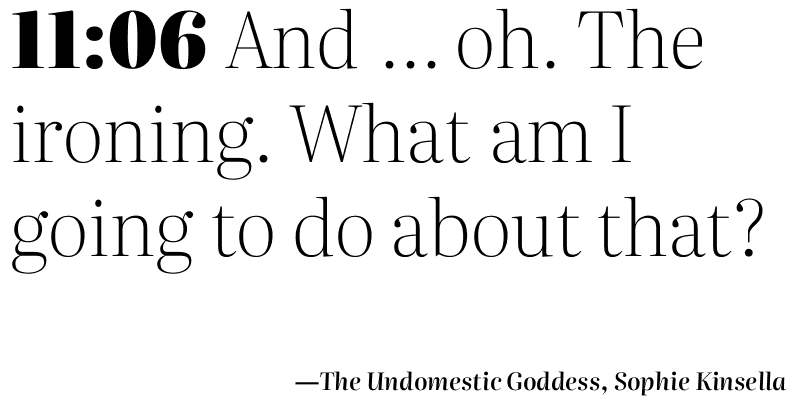 11:06 And … oh. The
ironing. What am I
going to do about that?
—The Undomestic Goddess, Sophie Kinsella